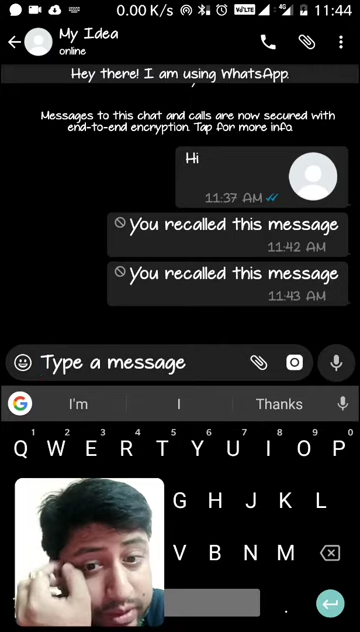 0.00 K/s VoLTE 4G 11:44
My Idea
online
Hey there! I am using WhatsApp.
Messages to this chat and calls are now secured with
end-to-end encryption. Tap for more info.
Hi
11:37 AM
You recalled this message
11:42 AM
You recalled this message
11:43 AM
Type a message
G I'm I Thanks
1 2 3 4 5 6 7 8 9 0
Q W E R T Y U I O P
G H J K L
V B N M
.